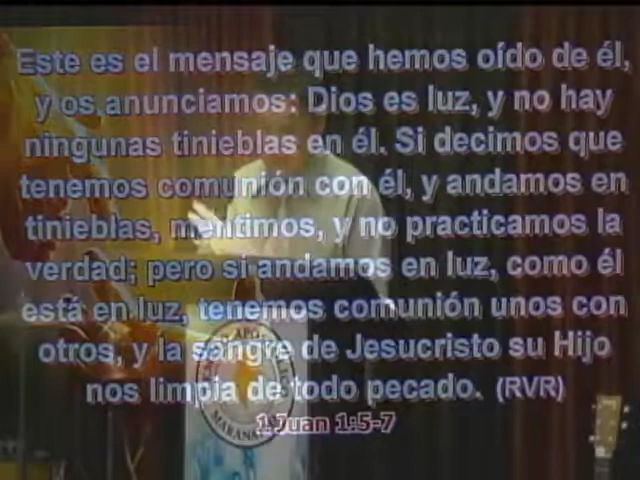 Este es el mensaje que hemos oído de él,
y os anunciamos: Dios es luz, y no hay
ningunas tinieblas en él. Si decimos que
tenemos comunión con él, y andamos en
tinieblas, mentimos, y no practicamos la
verdad; pero si andamos en luz, como él
está en luz, tenemos comunión unos con
otros, y la sangre de Jesucristo su Hijo
nos limpia de todo pecado. (RVR)
1 Juan 1:5-7